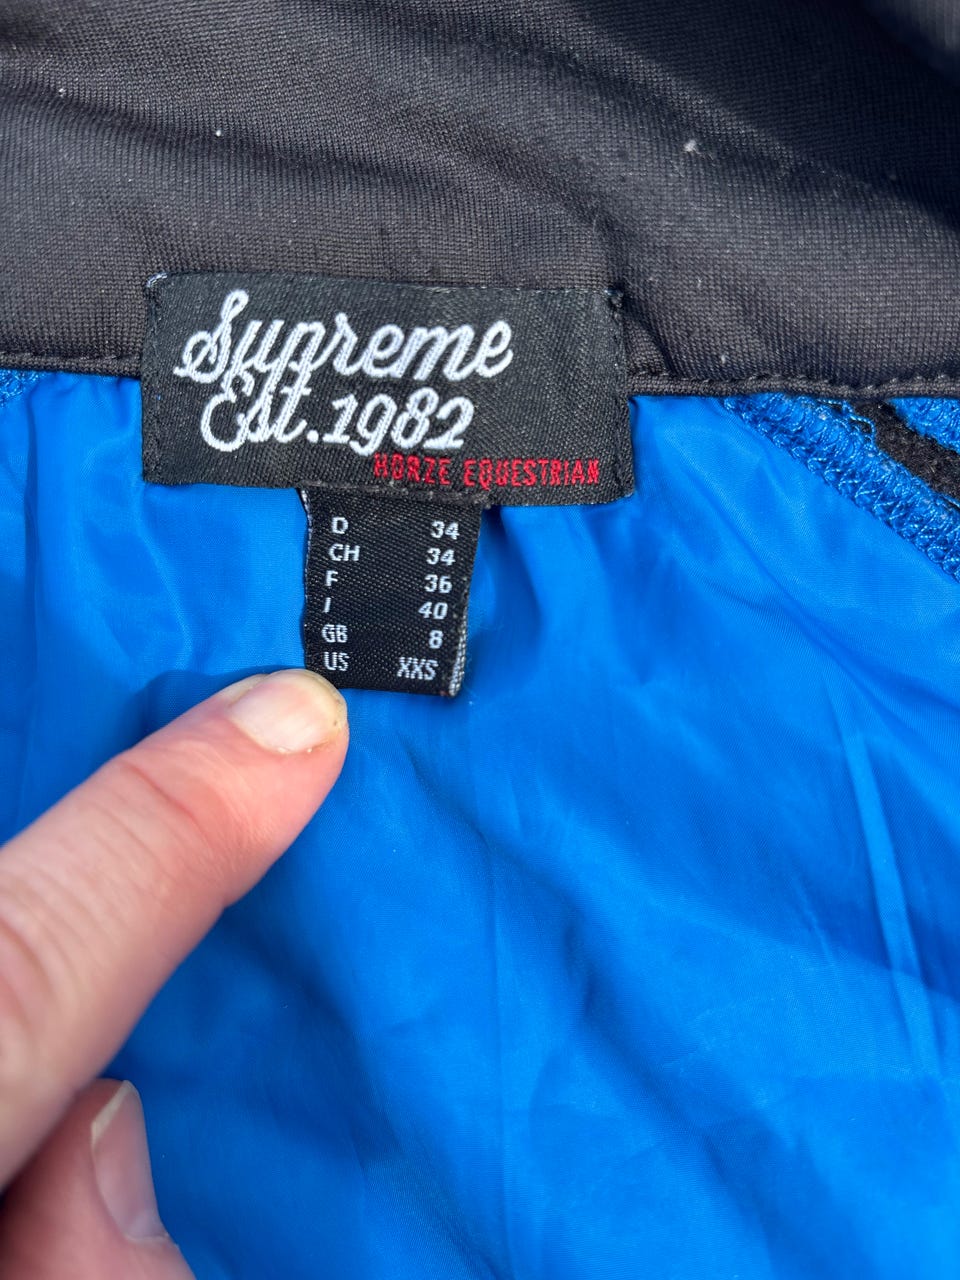 Supreme
Est.1982
HORZE EQUESTRIAN
D 34
CH 34
F 36
I 40
GB 8
US XXS